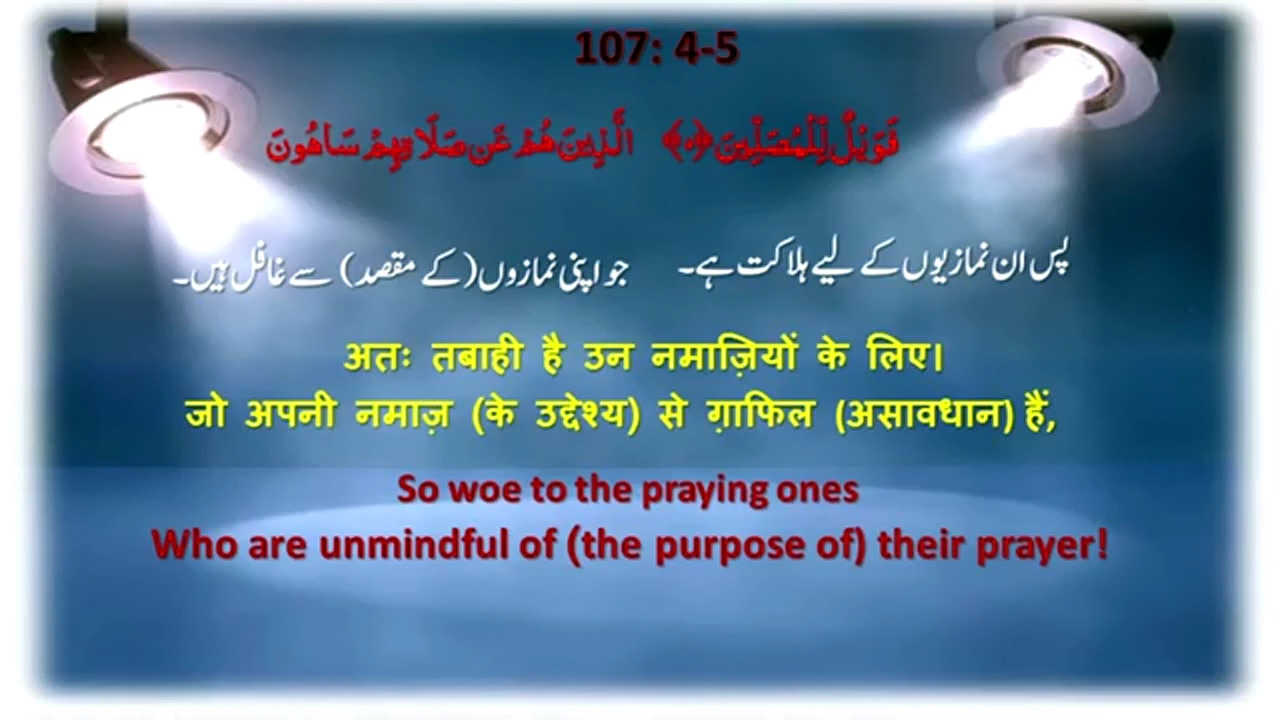 107: 4-5
فَوَيْلٌ لِّلْمُصَلِّينَ ﴿۴﴾ الَّذِينَ هُمْ عَن صَلَاتِهِمْ سَاهُونَ
پس ان نمازیوں کے لیے ہلاکت ہے۔ جو اپنی نمازوں (کے مقصد) سے غافل ہیں۔
अतः तबाही है उन नमाज़ियों के लिए।
जो अपनी नमाज़ (के उद्देश्य) से ग़ाफिल (असावधान) हैं,
So woe to the praying ones
Who are unmindful of (the purpose of) their prayer!